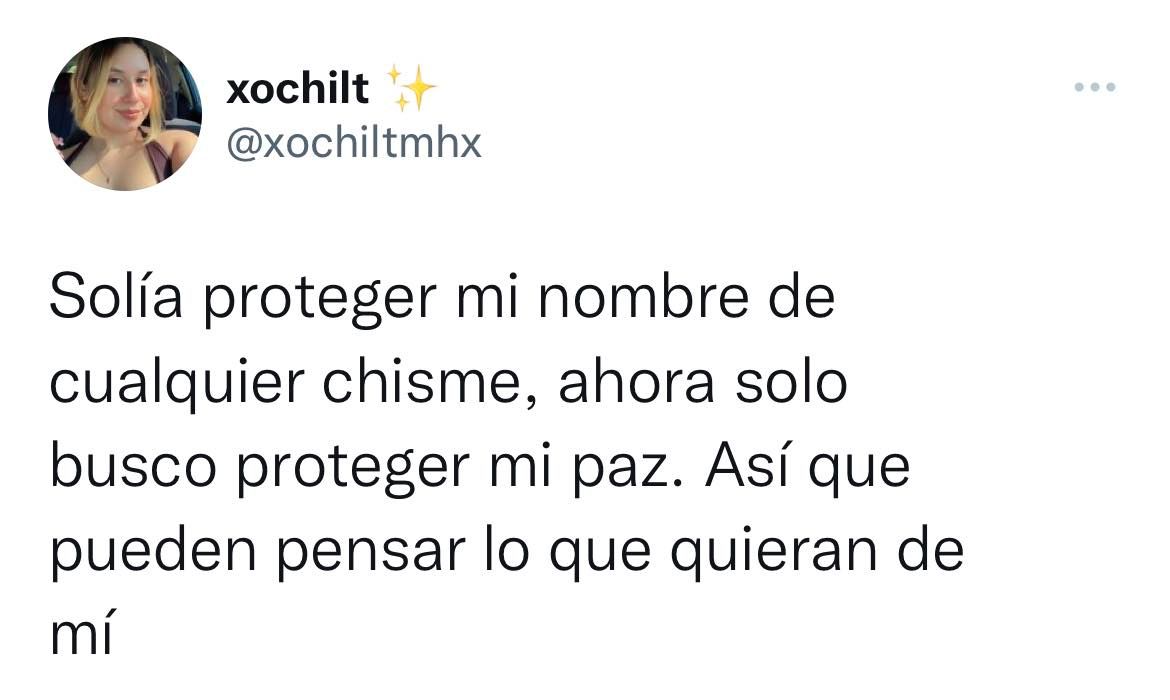 xochilt ✨
@xochiltmhx
Solía proteger mi nombre de
cualquier chisme, ahora solo
busco proteger mi paz. Así que
pueden pensar lo que quieran de
mí